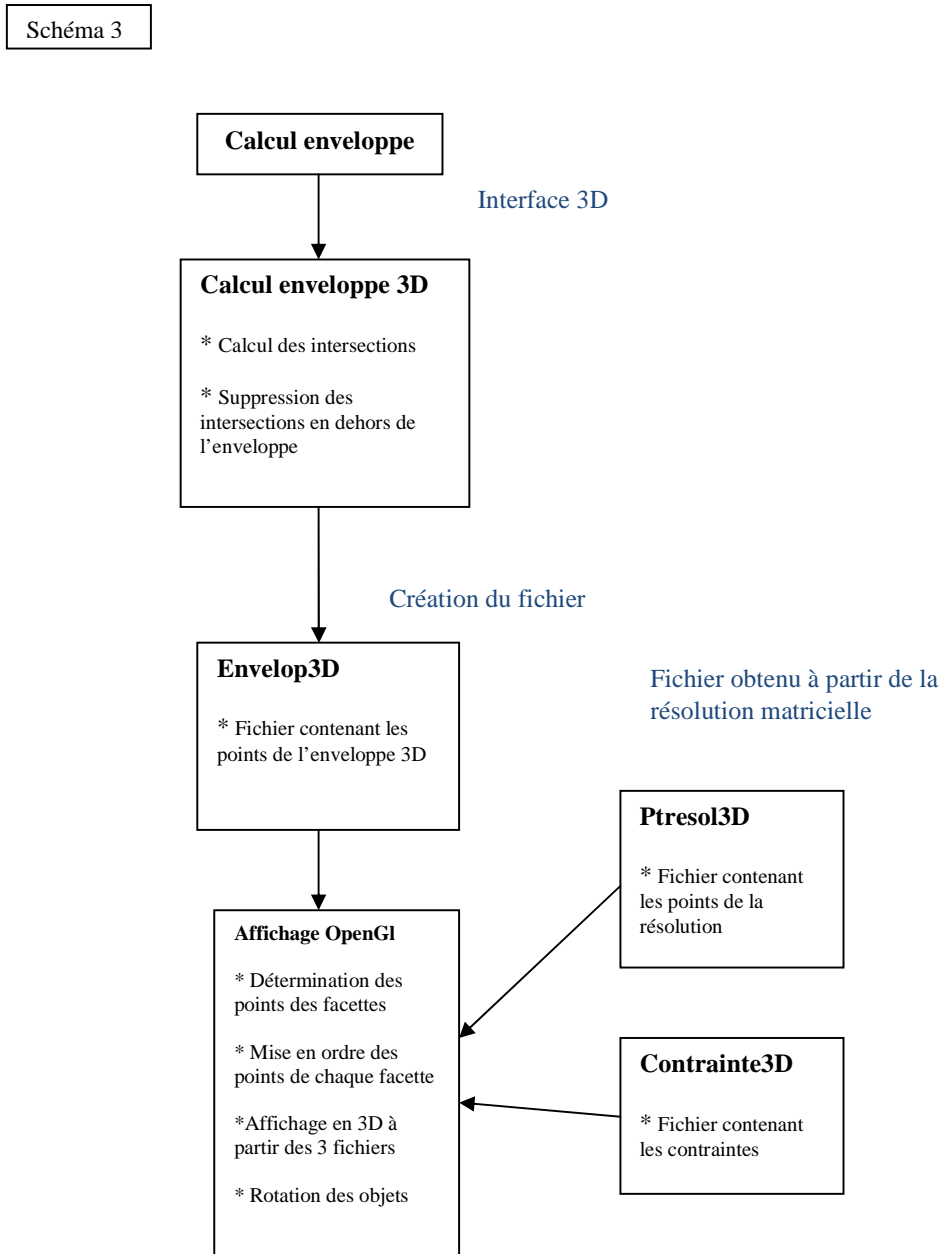 Schéma 3
Calcul enveloppe
Interface 3D
Calcul enveloppe 3D
* Calcul des intersections
* Suppression des
intersections en dehors de
l’enveloppe
Création du fichier
Envelop3D
* Fichier contenant les
points de l’enveloppe 3D
Fichier obtenu à partir de la
résolution matricielle
Ptresol3D
* Fichier contenant
les points de la
résolution
Affichage OpenGl
* Détermination des
points des facettes
* Mise en ordre des
points de chaque facette
*Affichage en 3D à
partir des 3 fichiers
* Rotation des objets
Contrainte3D
* Fichier contenant
les contraintes